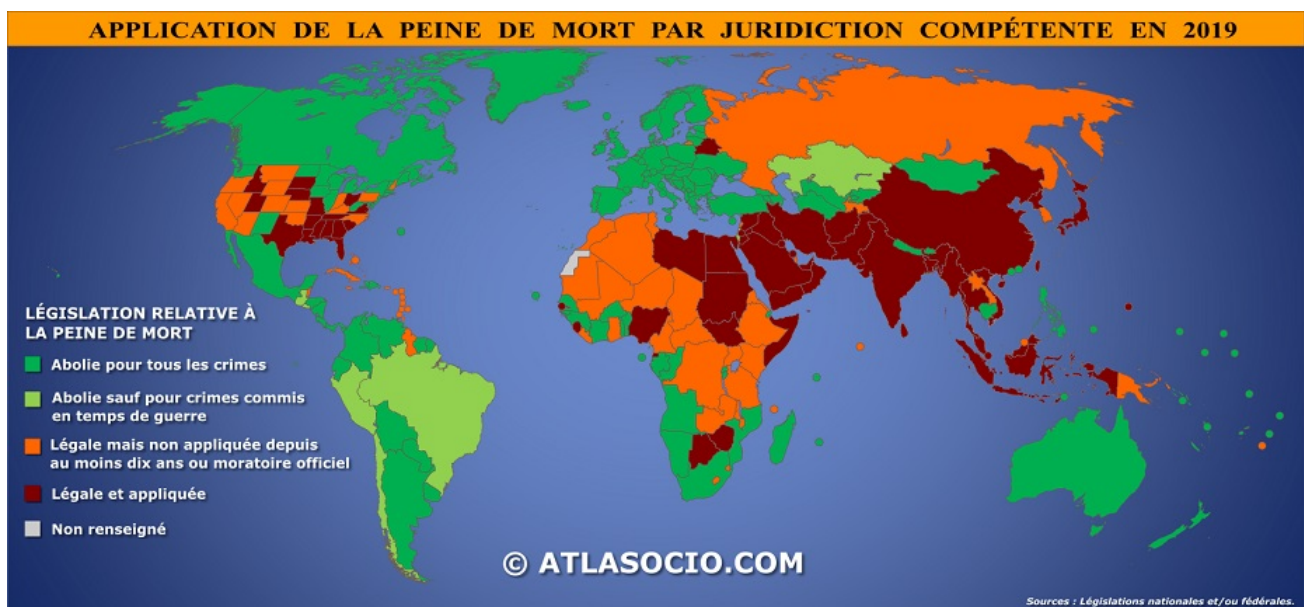 APPLICATION DE LA PEINE DE MORT PAR JURIDICTION COMPÉTENTE EN 2019
LÉGISLATION RELATIVE À
LA PEINE DE MORT
Abolie pour tous les crimes
Abolie sauf pour crimes commis
en temps de guerre
Légale mais non appliquée depuis
au moins dix ans ou moratoire officiel
Légale et appliquée
Non renseigné
© ATLASOCIO.COM
Sources : Législations nationales et/ou fédérales.